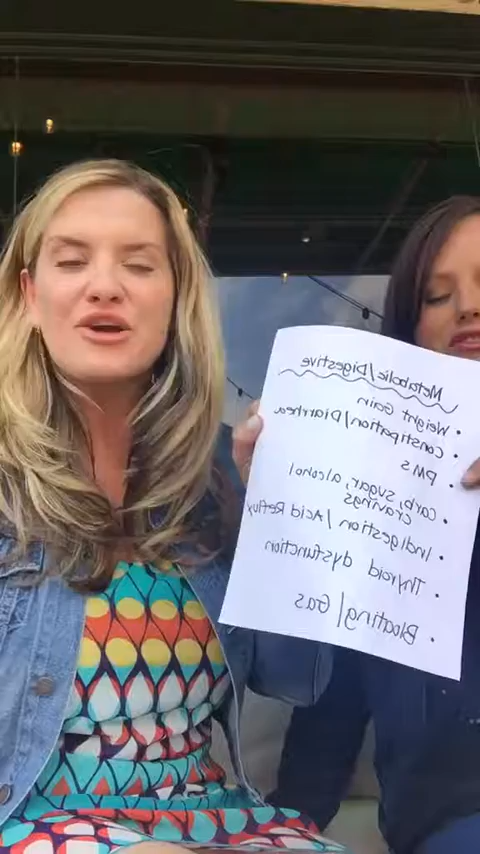 Metabolic/Digestive
• Weight Gain
• Constipation/Diarrhea
• PMS
• carb, sugar, alcohol
cravings
• Indigestion/Acid Reflux
• Thyroid dysfunction
• Bloating/Gas